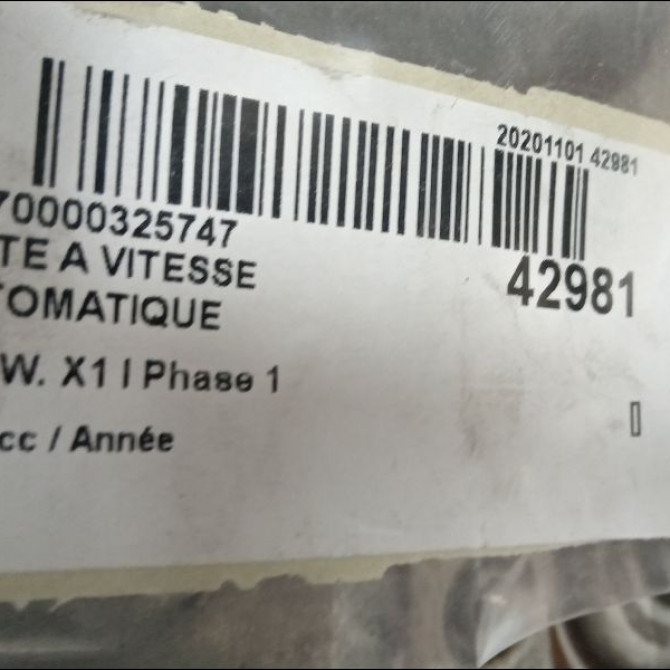 20201101 42981
70000325747
42981
TE A VITESSE
TOMATIQUE
W. X1 I Phase 1
cc / Année